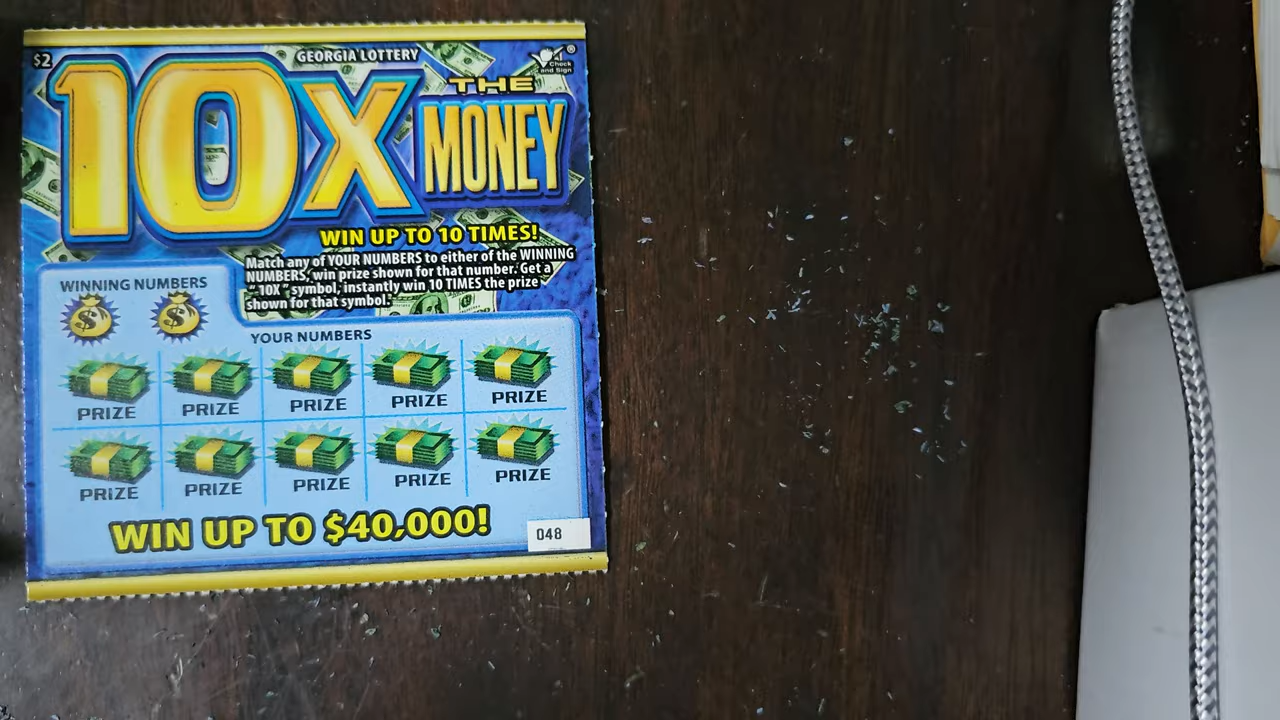 $2
GEORGIA LOTTERY
Check
and Sign
10X
THE
MONEY
WIN UP TO 10 TIMES!
Match any of YOUR NUMBERS to either of the WINNING
NUMBERS, win prize shown for that number. Get a
"10X" symbol, instantly win 10 TIMES the prize
shown for that symbol.
WINNING NUMBERS
$ $
YOUR NUMBERS
PRIZE PRIZE PRIZE PRIZE PRIZE
PRIZE PRIZE PRIZE PRIZE PRIZE
WIN UP TO $40,000!
048